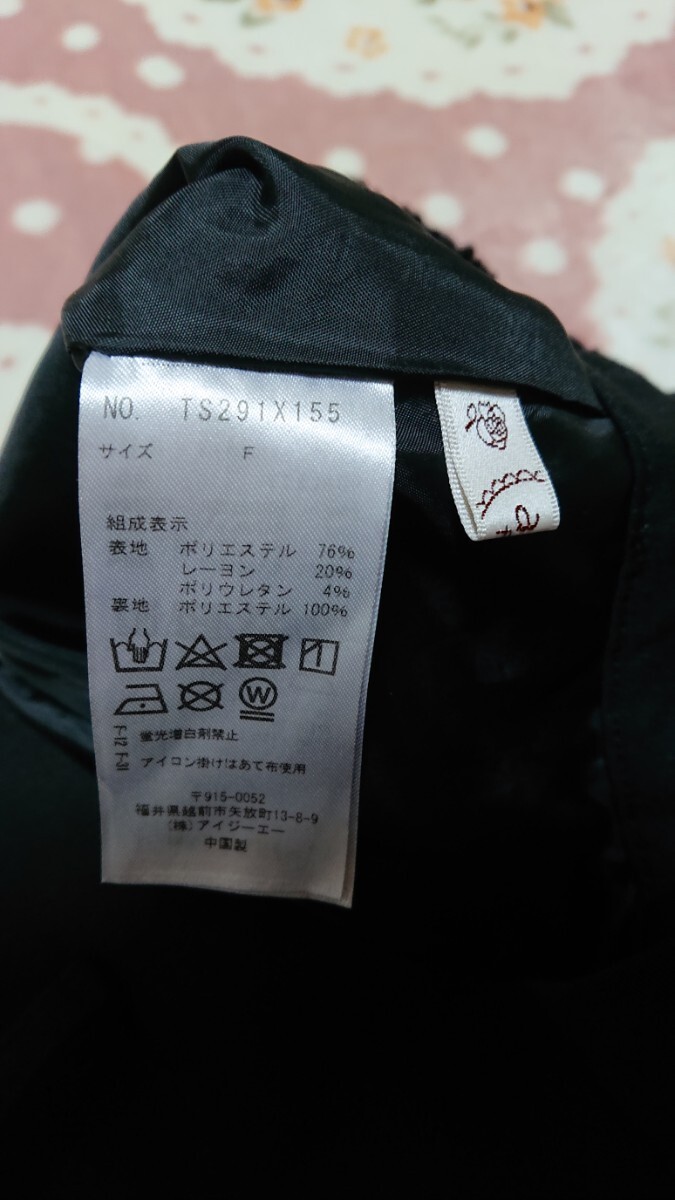 NO. TS291X155
サイズ F
組成表示
表地 ポリエステル 76%
レーヨン 20%
ポリウレタン 4%
裏地 ポリエステル 100%
W
蛍光増白剤禁止
アイロン掛けはあて布使用
〒915-0052
福井県越前市矢放町13-8-9
(株)アイジーエー
中国製